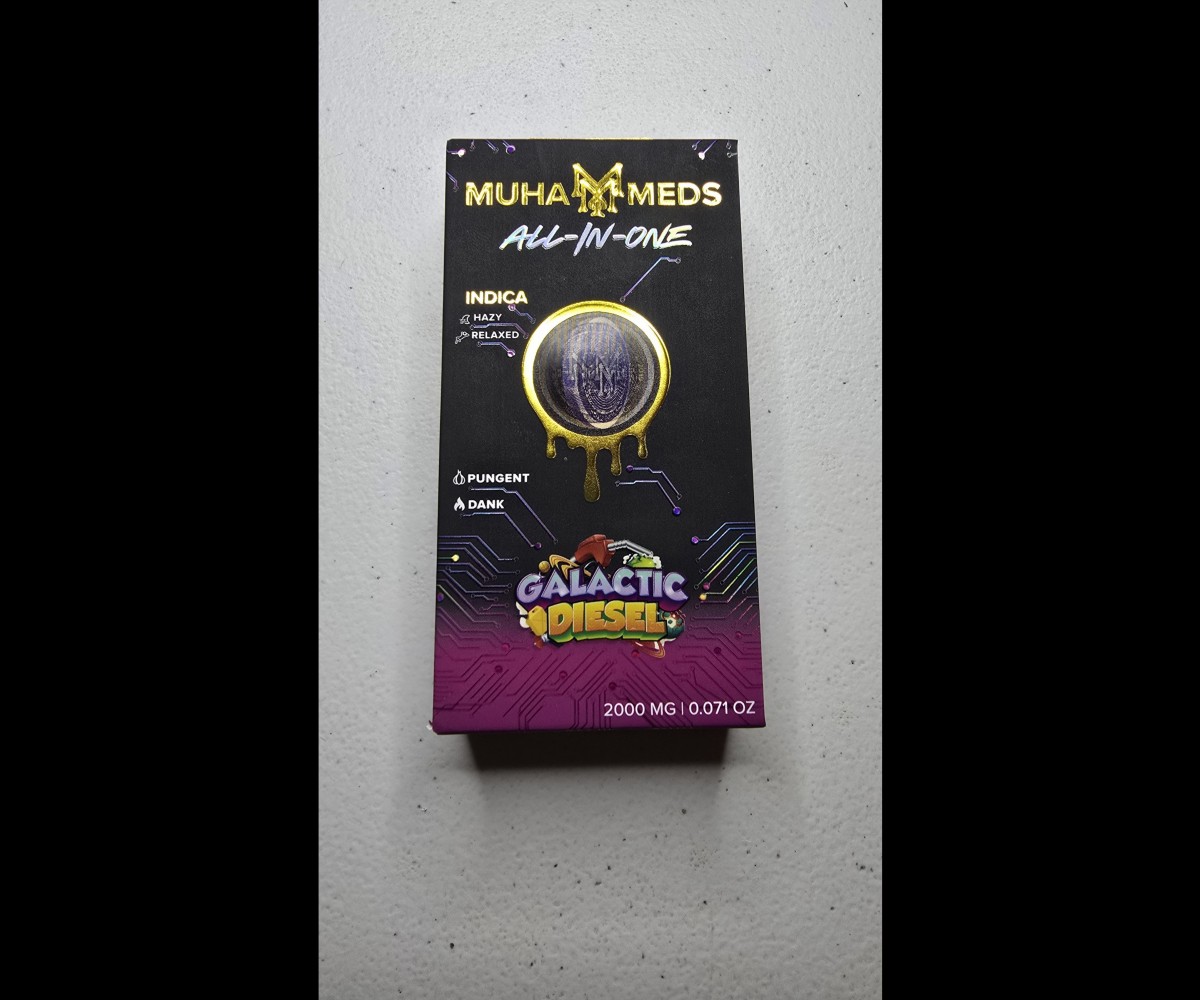 MUHA MEDS
ALL-IN-ONE
INDICA
HAZY
RELAXED
PUNGENT
DANK
GALACTIC
DIESEL
2000 MG | 0.071 OZ